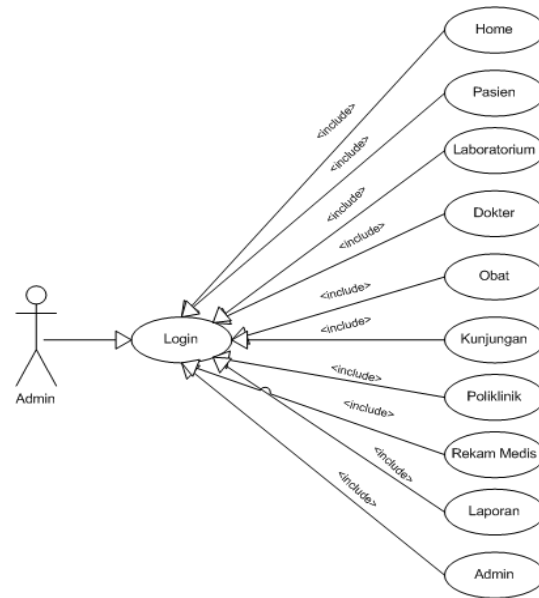 Home
<include>
Pasien
<include>
Laboratorium
<include>
Dokter
<include>
Obat
<include>
Kunjungan
<include>
Login
Admin
Poliklinik
<include>
Rekam Medis
<include>
Laporan
<include>
Admin
<include>